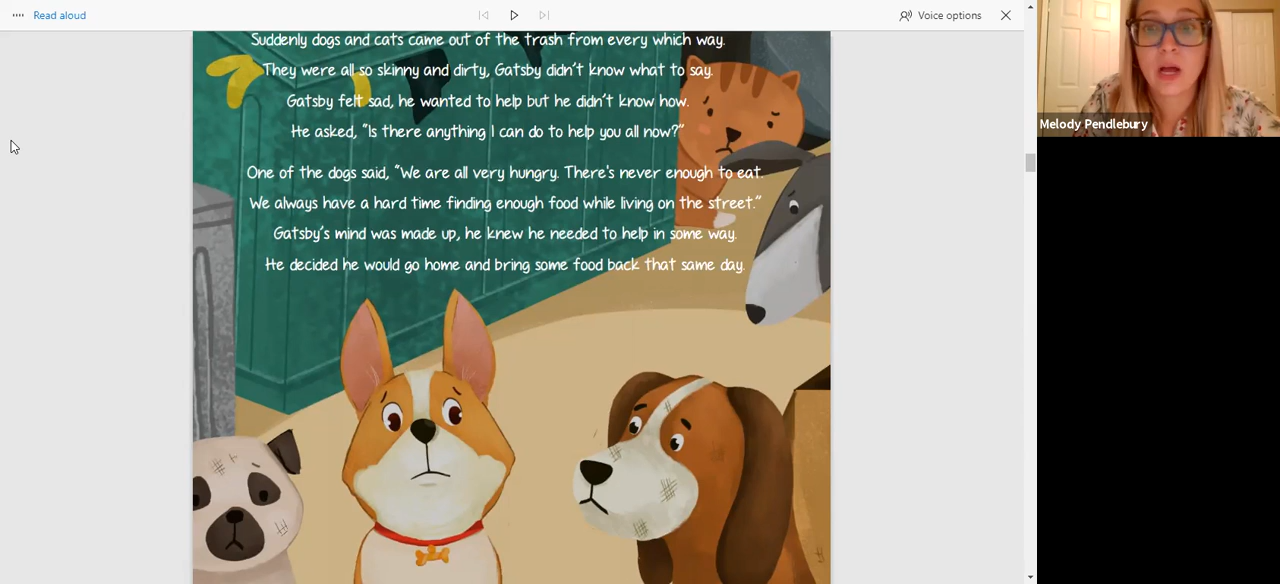 Read aloud
Voice options
Suddenly dogs and cats came out of the trash from every which way.
They were all so skinny and dirty, Gatsby didn't know what to say.
Gatsby felt sad, he wanted to help but he didn't know how.
He asked, “Is there anything I can do to help you all now?”
One of the dogs said, “We are all very hungry. There's never enough to eat.
We always have a hard time finding enough food while living on the street.”
Gatsby's mind was made up, he knew he needed to help in some way.
He decided he would go home and bring some food back that same day.
Melody Pendlebury